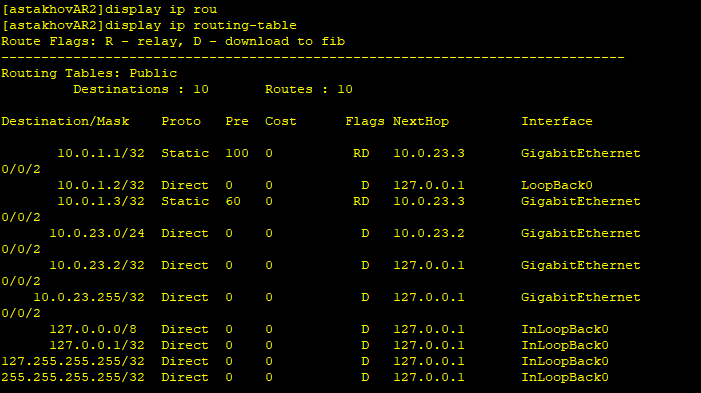 [astakhovAR2]display ip rou
[astakhovAR2]display ip routing-table
Route Flags: R - relay, D - download to fib
------------------------------------------------------------------------------
Routing Tables: Public
         Destinations : 10       Routes : 10

Destination/Mask    Proto   Pre  Cost      Flags NextHop         Interface

       10.0.1.1/32  Static  100  0          RD   10.0.23.3       GigabitEthernet
0/0/2
       10.0.1.2/32  Direct  0    0           D   127.0.0.1       LoopBack0
       10.0.1.3/32  Static  60   0          RD   10.0.23.3       GigabitEthernet
0/0/2
      10.0.23.0/24  Direct  0    0           D   10.0.23.2       GigabitEthernet
0/0/2
      10.0.23.2/32  Direct  0    0           D   127.0.0.1       GigabitEthernet
0/0/2
    10.0.23.255/32  Direct  0    0           D   127.0.0.1       GigabitEthernet
0/0/2
      127.0.0.0/8   Direct  0    0           D   127.0.0.1       InLoopBack0
      127.0.0.1/32  Direct  0    0           D   127.0.0.1       InLoopBack0
127.255.255.255/32  Direct  0    0           D   127.0.0.1       InLoopBack0
255.255.255.255/32  Direct  0    0           D   127.0.0.1       InLoopBack0